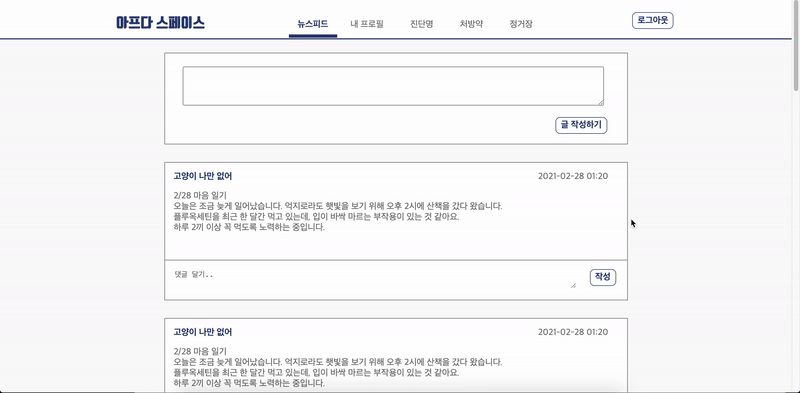 아프다 스페이스
뉴스피드 내 프로필 진단명 처방약 정거장
로그아웃
글 작성하기
고양이 나만 없어 2021-02-28 01:20
2/28 마음 일기
오늘은 조금 늦게 일어났습니다. 억지로라도 햇빛을 보기 위해 오후 2시에 산책을 갔다 왔습니다.
플루옥세틴을 최근 한 달간 먹고 있는데, 입이 바싹 마르는 부작용이 있는 것 같아요.
하루 2끼 이상 꼭 먹도록 노력하는 중입니다.
댓글 달기..
작성
고양이 나만 없어 2021-02-28 01:20
2/28 마음 일기
오늘은 조금 늦게 일어났습니다. 억지로라도 햇빛을 보기 위해 오후 2시에 산책을 갔다 왔습니다.
플루옥세틴을 최근 한 달간 먹고 있는데, 입이 바싹 마르는 부작용이 있는 것 같아요.
하루 2끼 이상 꼭 먹도록 노력하는 중입니다.